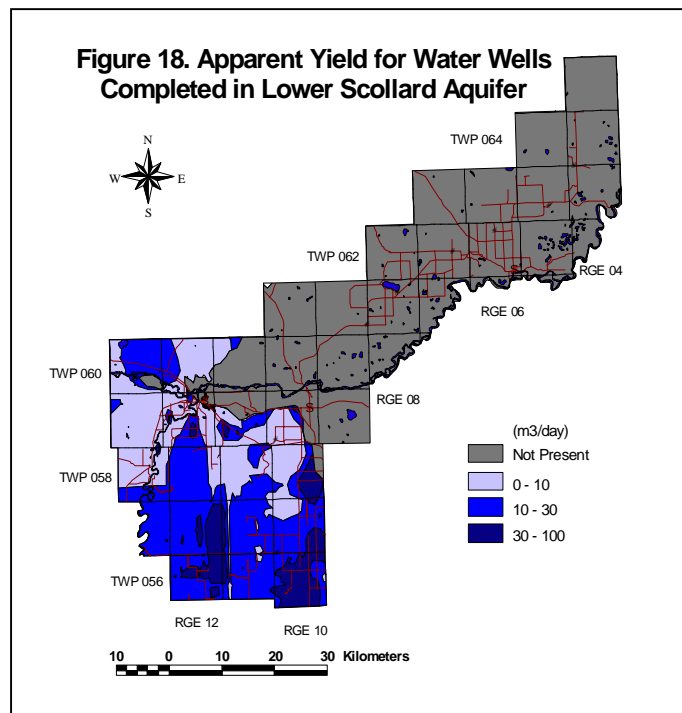 Figure 18. Apparent Yield for Water Wells
Completed in Lower Scollard Aquifer
TWP 064
N
W E
S
TWP 062
RGE 04
RGE 06
TWP 060
RGE 08
(m3/day)
Not Present
0 - 10
10 - 30
30 - 100
TWP 058
TWP 056
RGE 12
RGE 10
10 0 10 20 30 Kilometers